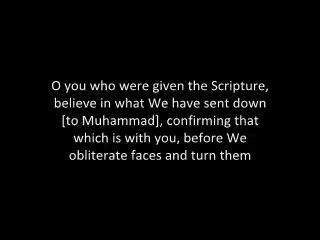 O you who were given the Scripture,
believe in what We have sent down
[to Muhammad], confirming that
which is with you, before We
obliterate faces and turn them